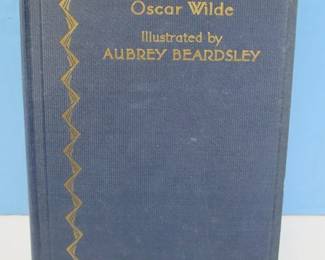 Oscar Wilde
Illustrated by
AUBREY BEARDSLEY